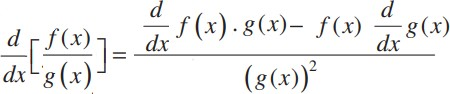 d/dx [f(x)/g(x)] = (d/dx f(x) . g(x) − f(x) d/dx g(x)) / (g(x))²